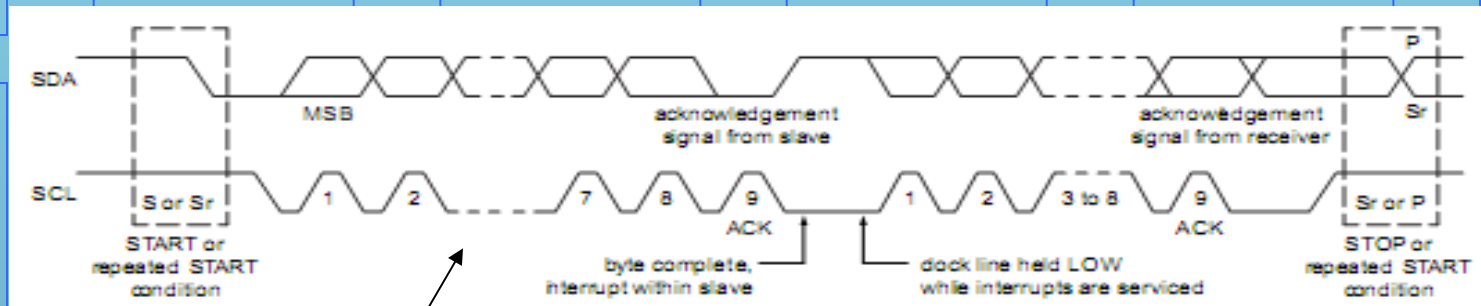 P
SDA
MSB
acknowledgement
signal from slave
acknowedgement
signal from receiver
Sr
SCL
S or Sr
1
2
7
8
9
1
2
3 to 8
9
Sr or P
ACK
ACK
START or
repeated START
condition
byte complete,
interrupt within slave
clock line held LOW
while interrupts are serviced
STOP or
repeated START
condition